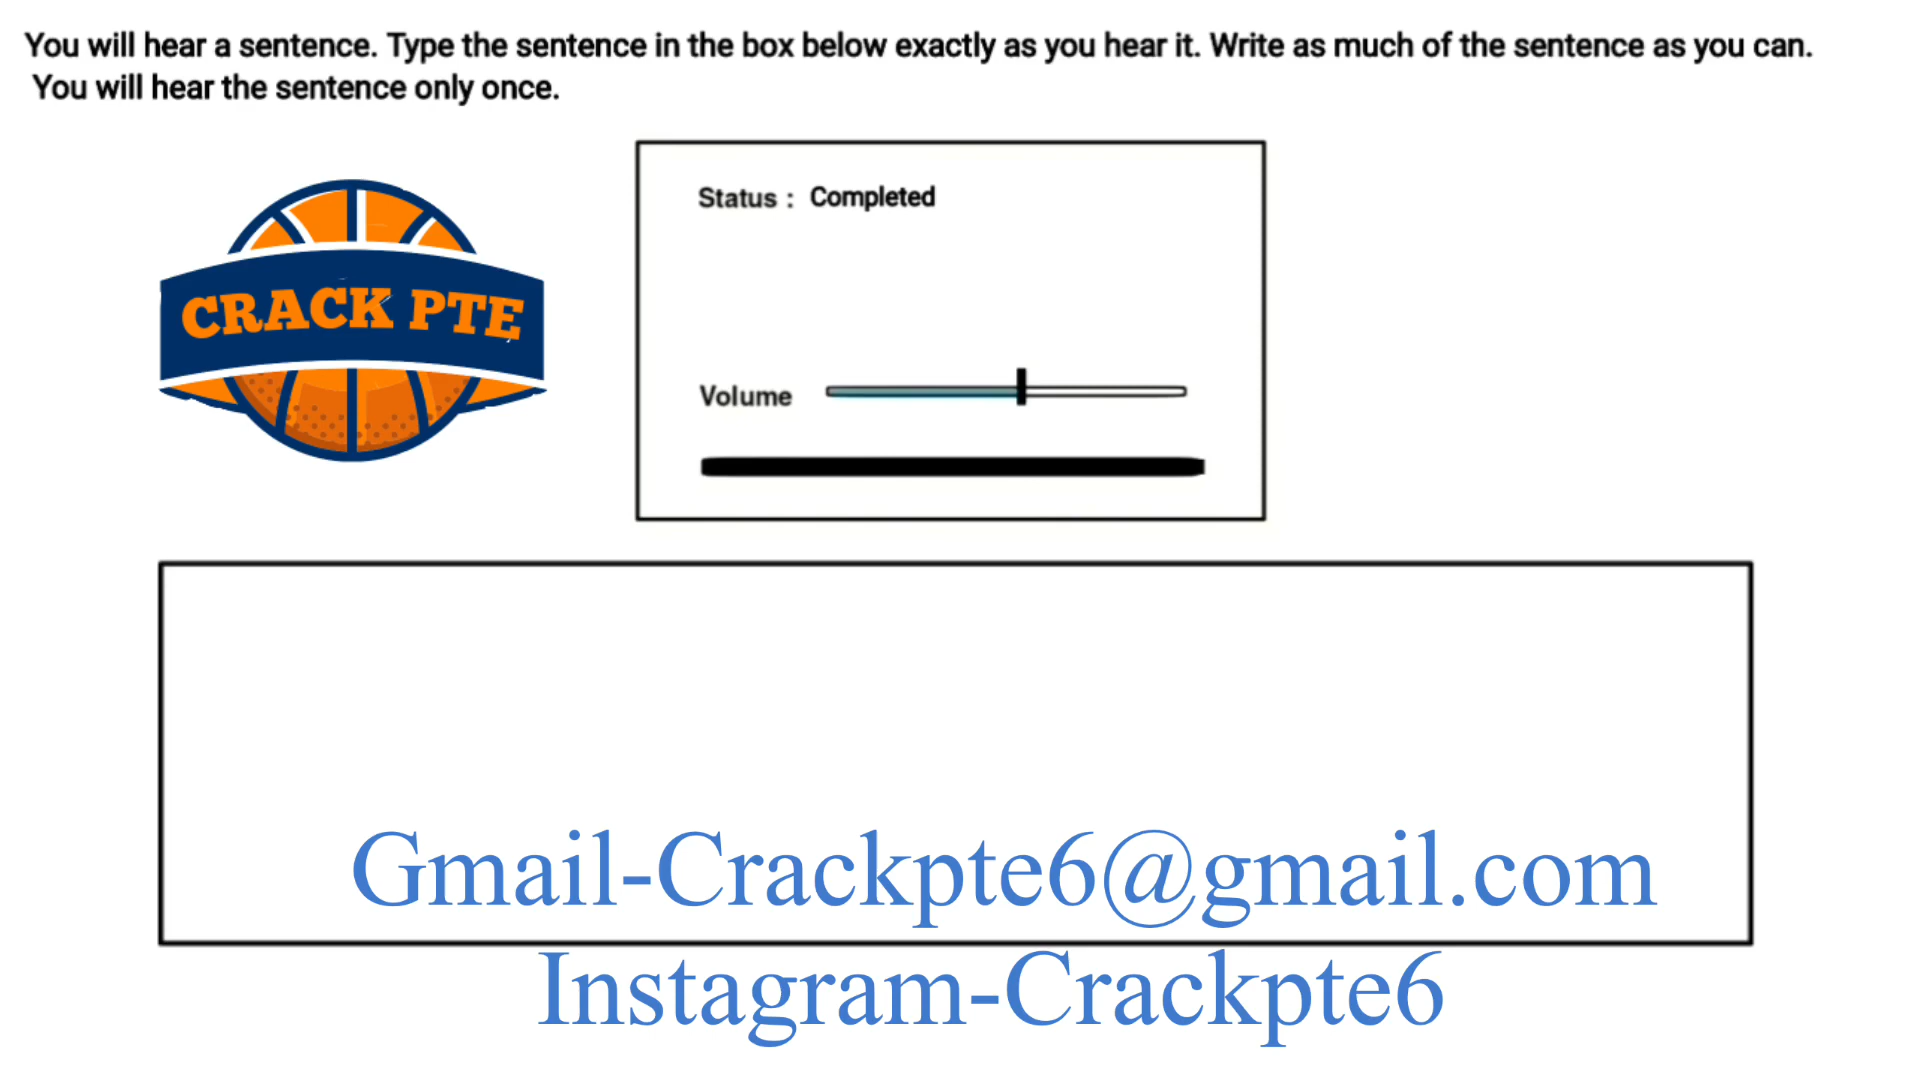 You will hear a sentence. Type the sentence in the box below exactly as you hear it. Write as much of the sentence as you can.
You will hear the sentence only once.
Status : Completed
CRACK PTE
Volume
Gmail-Crackpte6@gmail.com
Instagram-Crackpte6